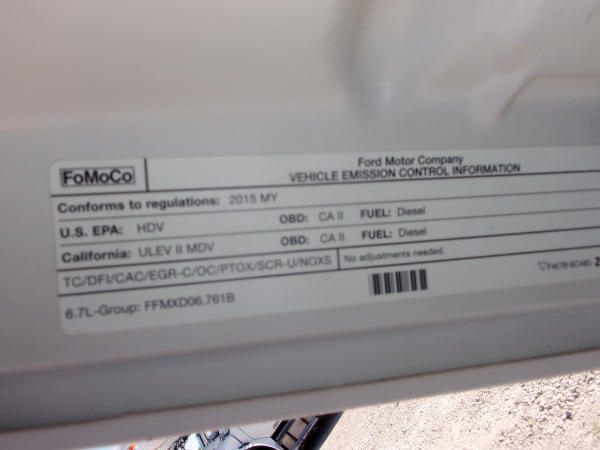 FoMoCo
Ford Motor Company
VEHICLE EMISSION CONTROL INFORMATION
Conforms to regulations: 2015 MY
U.S. EPA: HDV OBD: CA II FUEL: Diesel
California: ULEV II MDV OBD: CA II FUEL: Diesel
TC/DFI/CAC/EGR-C/OC/PTOX/SCR-U/NOXS No adjustments needed.
6.7L-Group: FFMXD06.761B